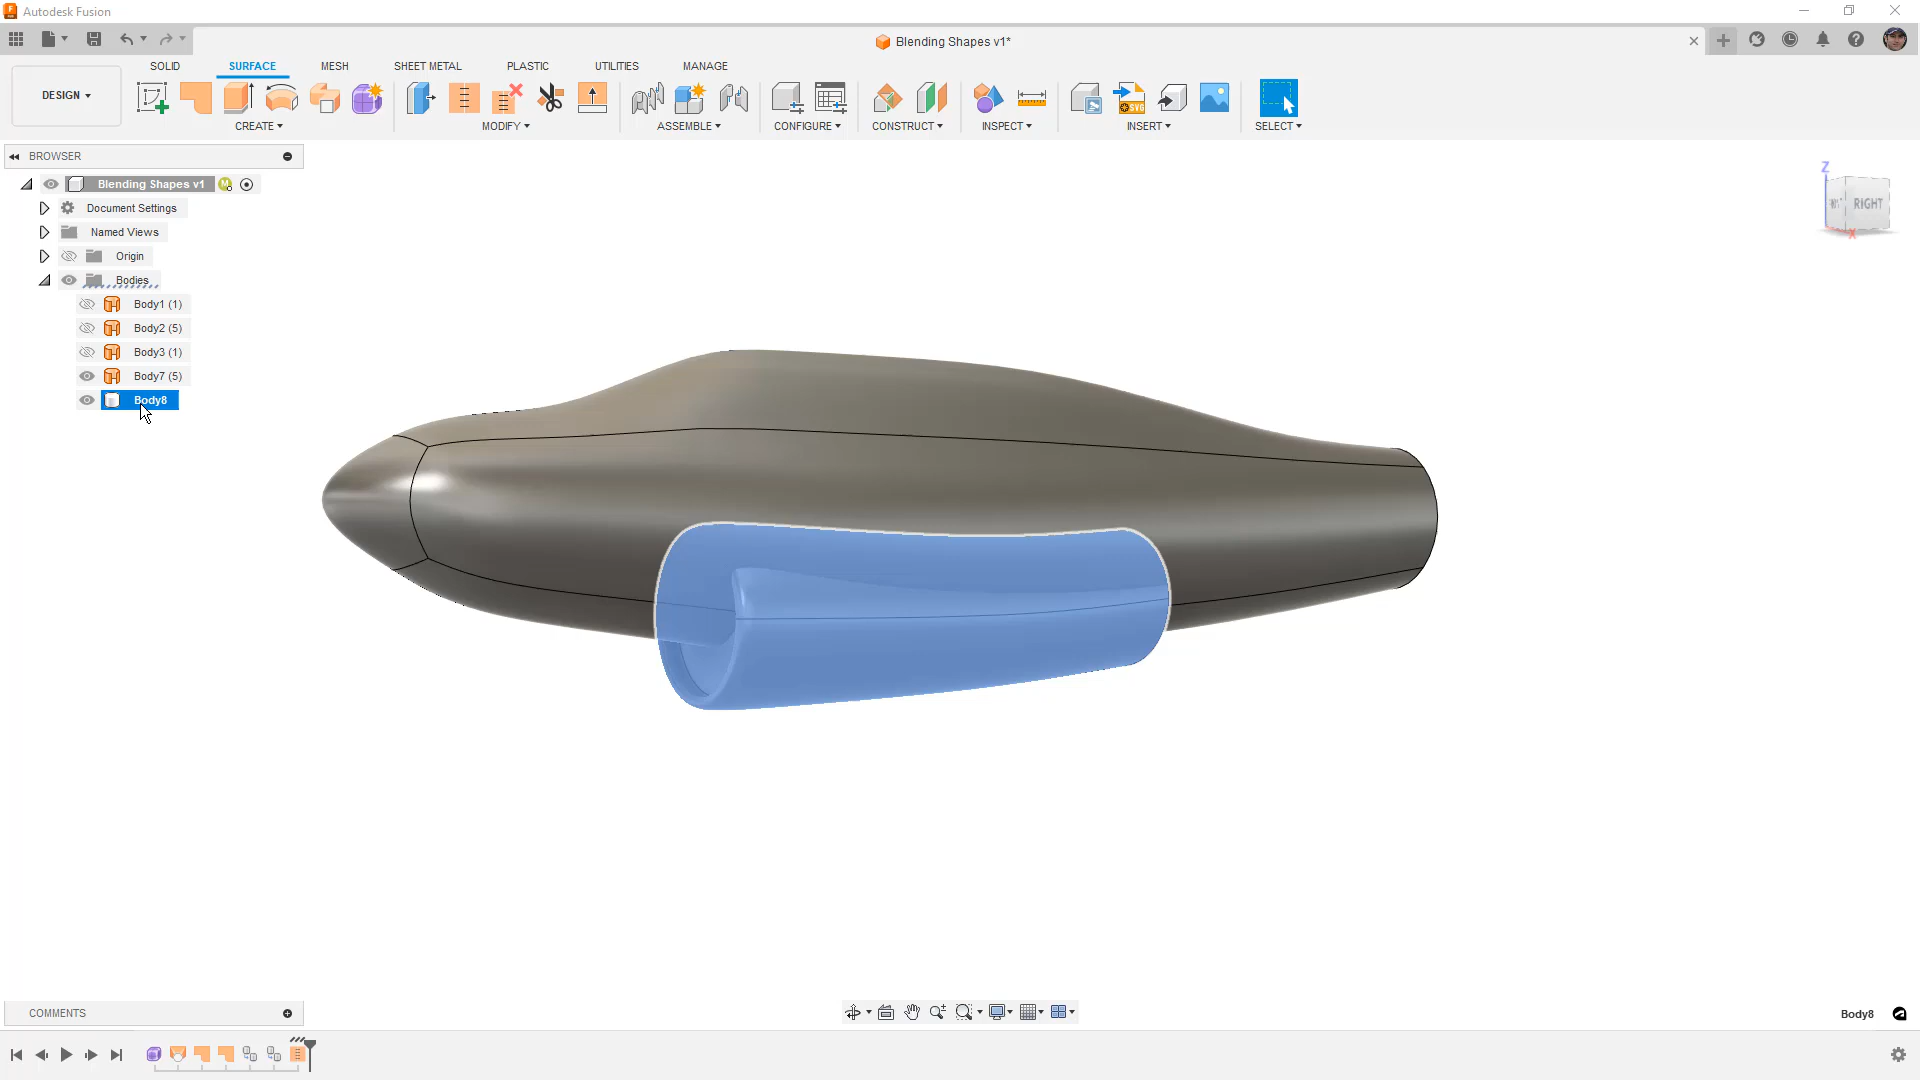 Autodesk Fusion
Blending Shapes v1*
SOLID
SURFACE
MESH
SHEET METAL
PLASTIC
UTILITIES
MANAGE
DESIGN
CREATE
MODIFY
ASSEMBLE
CONFIGURE
CONSTRUCT
INSPECT
INSERT
SELECT
BROWSER
Blending Shapes v1
Document Settings
Named Views
Origin
Bodies
Body1 (1)
Body2 (5)
Body3 (1)
Body7 (5)
Body8
Z
RIGHT
X
COMMENTS
Body8